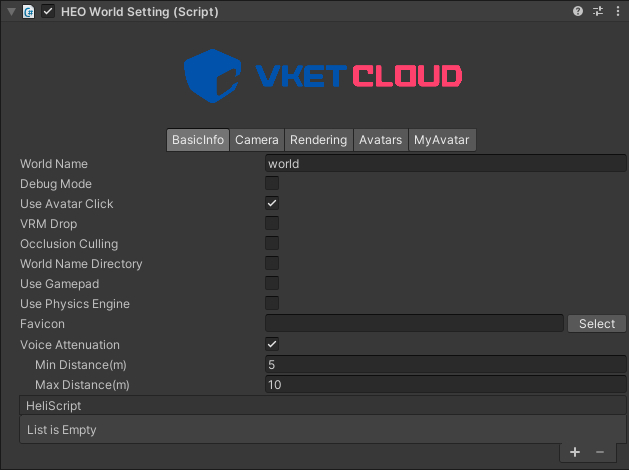 HEO World Setting (Script)
VKET CLOUD
BasicInfo Camera Rendering Avatars MyAvatar
World Name world
Debug Mode
Use Avatar Click
VRM Drop
Occlusion Culling
World Name Directory
Use Gamepad
Use Physics Engine
Favicon Select
Voice Attenuation
Min Distance(m) 5
Max Distance(m) 10
HeliScript
List is Empty